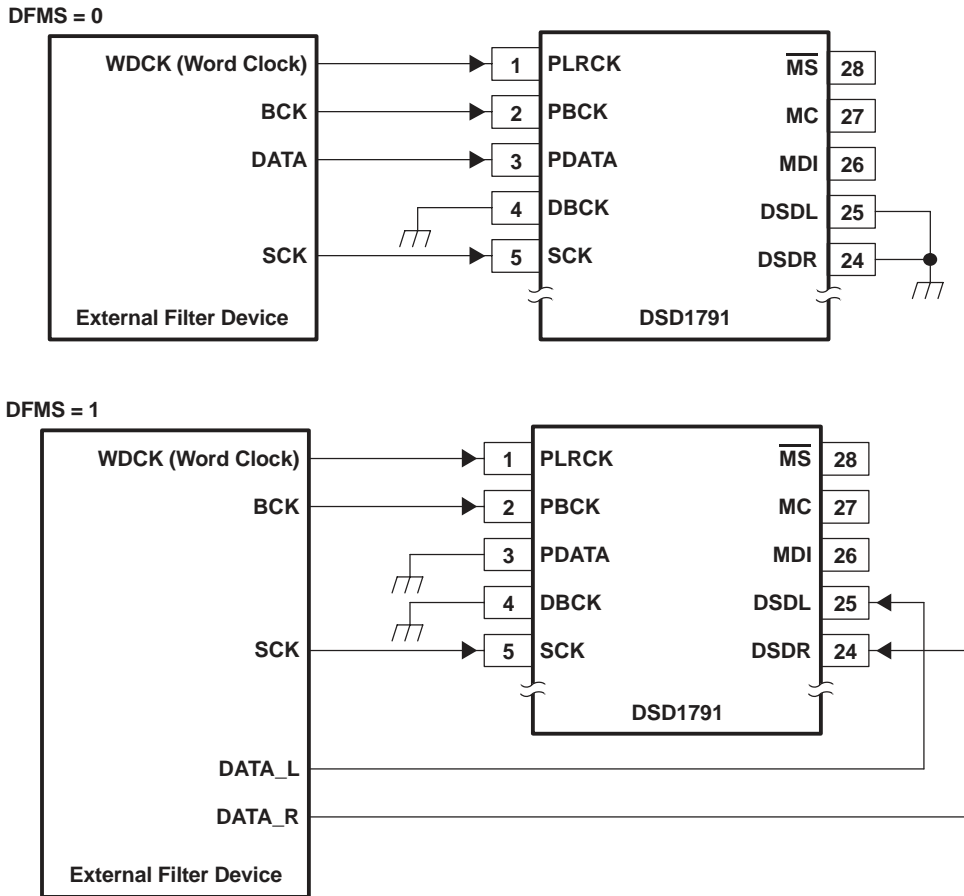 DFMS = 0
WDCK (Word Clock)
BCK
DATA
SCK
External Filter Device
1 PLRCK
2 PBCK
3 PDATA
4 DBCK
5 SCK
MS 28
MC 27
MDI 26
DSDL 25
DSDR 24
DSD1791
DFMS = 1
WDCK (Word Clock)
BCK
SCK
DATA_L
DATA_R
External Filter Device
1 PLRCK
2 PBCK
3 PDATA
4 DBCK
5 SCK
MS 28
MC 27
MDI 26
DSDL 25
DSDR 24
DSD1791